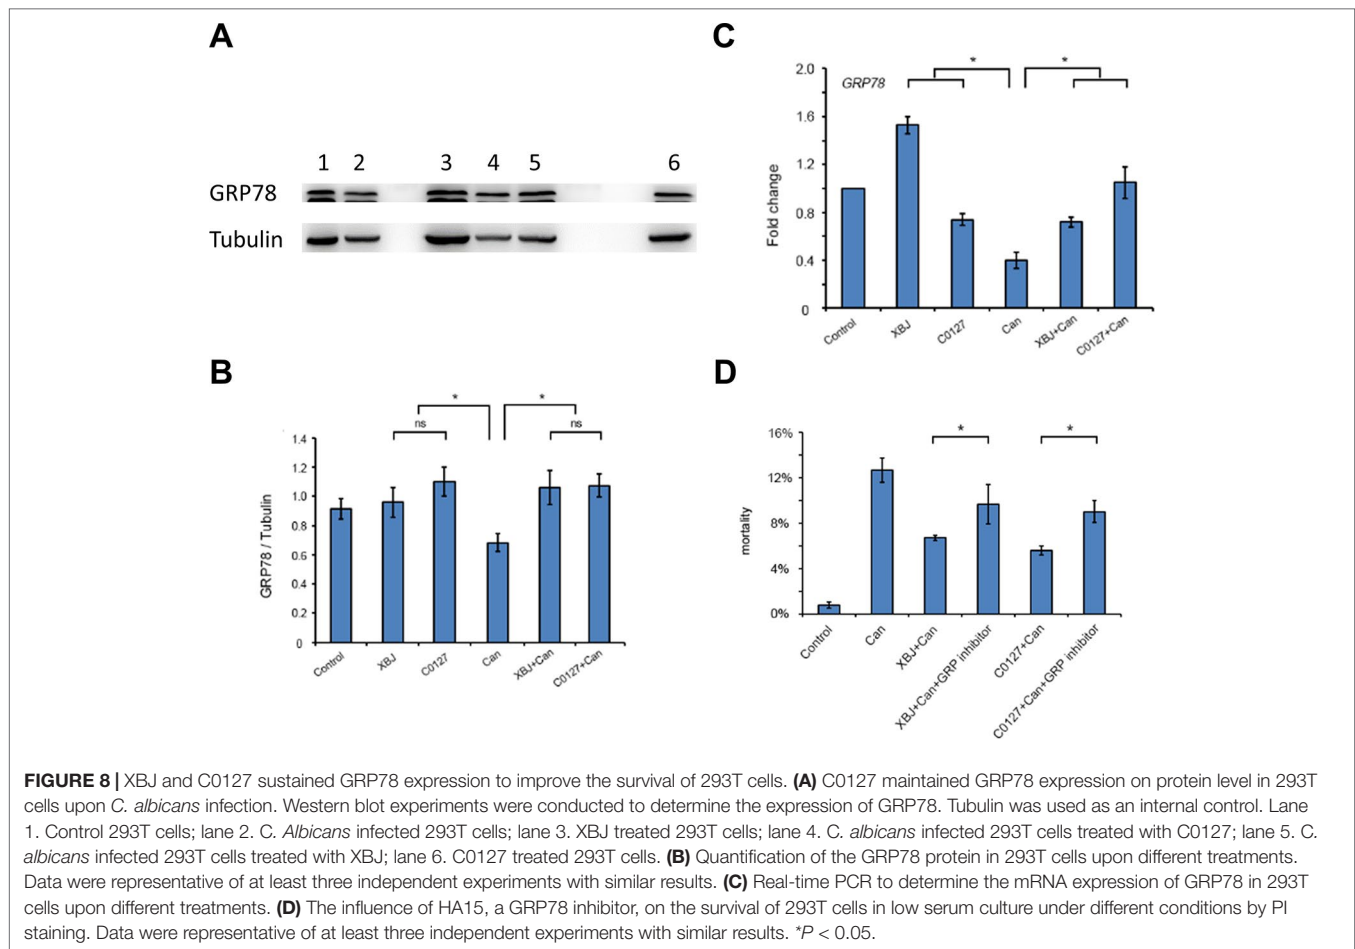 A
1 2 3 4 5 6
GRP78
Tubulin
B
* *
ns ns
1.4
1.2
1.0
0.8
0.6
0.4
0.2
0
GRP78 / Tubulin
Control XBJ C0127 Can XBJ+Can C0127+Can
C
* *
GRP78
2.0
1.6
1.2
0.8
0.4
0
Fold change
Control XBJ C0127 Can XBJ+Can C0127+Can
D
* *
16%
12%
8%
4%
0%
mortality
Control Can XBJ+Can XBJ+Can+GRP inhibitor C0127+Can C0127+Can+GRP inhibitor
FIGURE 8 | XBJ and C0127 sustained GRP78 expression to improve the survival of 293T cells. (A) C0127 maintained GRP78 expression on protein level in 293T
cells upon C. albicans infection. Western blot experiments were conducted to determine the expression of GRP78. Tubulin was used as an internal control. Lane
1. Control 293T cells; lane 2. C. Albicans infected 293T cells; lane 3. XBJ treated 293T cells; lane 4. C. albicans infected 293T cells treated with C0127; lane 5. C.
albicans infected 293T cells treated with XBJ; lane 6. C0127 treated 293T cells. (B) Quantification of the GRP78 protein in 293T cells upon different treatments.
Data were representative of at least three independent experiments with similar results. (C) Real-time PCR to determine the mRNA expression of GRP78 in 293T
cells upon different treatments. (D) The influence of HA15, a GRP78 inhibitor, on the survival of 293T cells in low serum culture under different conditions by PI
staining. Data were representative of at least three independent experiments with similar results. *P < 0.05.